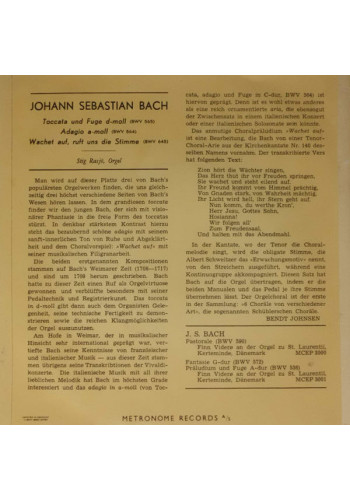 JOHANN SEBASTIAN BACH
Toccata und Fuge d-moll (BWV 565)
Adagio a-moll (BWV 564)
Wachet auf, ruft uns die Stimme (BWV 645)
Stig Rasjö, Orgel
Man wird auf dieser Platte drei von Bach's
populärsten Orgelwerken finden, die uns gleich-
zeitig drei höchst verschiedene Seiten von Bach's
Wesen hören lassen. In dem grandiosen toccata
finder wir den jungen Bach, der sich mit visio-
närer Phantasie in die freie Form des toccatas
stürzt. In denkbar stärkstem Kontrast hierzu
steht das bezaubernd schöne adagio mit seinem
sanft-innerlichen Ton von Ruhe und Abgeklärt-
heit und dem Choralvorspiel »Wachet auf« mit
seiner musikalischen Filigranarbeit.
Die beiden erstgenannten Kompositionen
stammen auf Bach's Weimarer Zeit (1708—1717)
und sind um 1708 herum geschrieben. Bach
hatte zu dieser Zeit einen Ruf als Orgelvirtuose
gewonnen und verblüffte besonders mit seiner
Pedaltechnik und Registrierkunst. Das toccata
in d-moll gibt dann auch dem Organisten Gele-
genheit, seine technische Fertigkeit zu demon-
strieren sowie die reichen Klangmöglichkeiten
der Orgel auszunutzen.
Am Hofe in Weimar, der in musikalischer
Hinsicht sehr international geprägt war, ver-
tiefte Bach seine Kenntnisse von französischer
und italienischer Musik — aus dieser Zeit stam-
men übrigens seine Transkriptionen der Vivaldi-
konzerte. Die italienische Musik mit all ihrer
lieblichen Melodik hat Bach in höchsten Grade
interessiert und das adagio in a-moll (von Toc-
cata, adagio und Fuge in C-dur, BWV 564) ist
hiervon geprägt. Denn ist es wohl etwas anderes
als eine reich ornamentierte arie, die ebensogut
der Zwischensatz in einem italienischen Konzert
oder einer italienischen Solosonate sein könnte.
Das anmutige Choralpräludium »Wachet auf«
ist eine Bearbeitung, die Bach von einer Tenor-
Choral-Arie aus der Kirchenkantate Nr. 140 des-
selben Namens vornahm. Der transkribierte Vers
hat folgenden Text:
Zion hört die Wächter singen,
Das Herz thut ihr vor Freuden springen.
Sie wachet und steht eilend auf.
Ihr Freund kommt vom Himmel prächtig,
Von Gnaden stark, von Wahrheit mächtig.
Ihr Licht wird hell, ihr Stern geht auf
Nun komm, du werthe Kron'.
Herr Jesu, Gottes Sohn,
Hosianna!
Wir folgen all'
Zum Freudensaal.
Und halten das Abendmahl.
In der Kantate, wo der Tenor die Choral-
melodie singt, wird die obligate Stimme, die
Albert Schweitzer das »Erwachungsmotiv« nennt,
von den Streichern ausgeführt, während eine
Kontinuogruppe akkompagniert. Diesen Satz hat
Bach auf die Orgel übertragen, indem er die
beiden Manualen und das Pedal je ihre Stimme
übernehmen lässt. Der Orgelchoral ist der erste
in der Sammlung: »6 Choräle von verschiedener
Art«, die sogenannten Schüblerschen Choräle.
BENDT JOHNSEN
J. S. BACH
Pastorale (BWV 590)
Finn Viderø an der Orgel zu St. Laurentii,
Kerteminde, Dänemark
Fantasie G-dur (BWV 572)
Präludium und Fuge A-dur (BWV 536)
Finn Viderø an der Orgel zu St. Laurentii,
Kerteminde, Dänemark
METRONOME RECORDS A/S